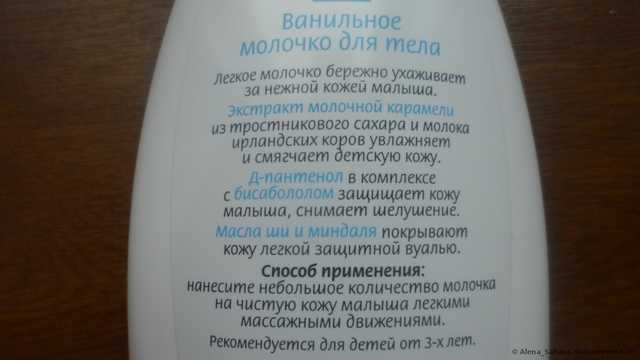 Ванильное
молочко для тела
Легкое молочко бережно ухаживает
за нежной кожей малыша.
Экстракт молочной карамели
из тростникового сахара и молока
ирландских коров увлажняет
и смягчает детскую кожу.
Д-пантенол в комплексе
с бисабололом защищает кожу
малыша, снимает шелушение.
Масла ши и миндаля покрывают
кожу легкой защитной вуалью.
Способ применения:
нанесите небольшое количество молочка
на чистую кожу малыша легкими
массажными движениями.
Рекомендуется для детей от 3-х лет.